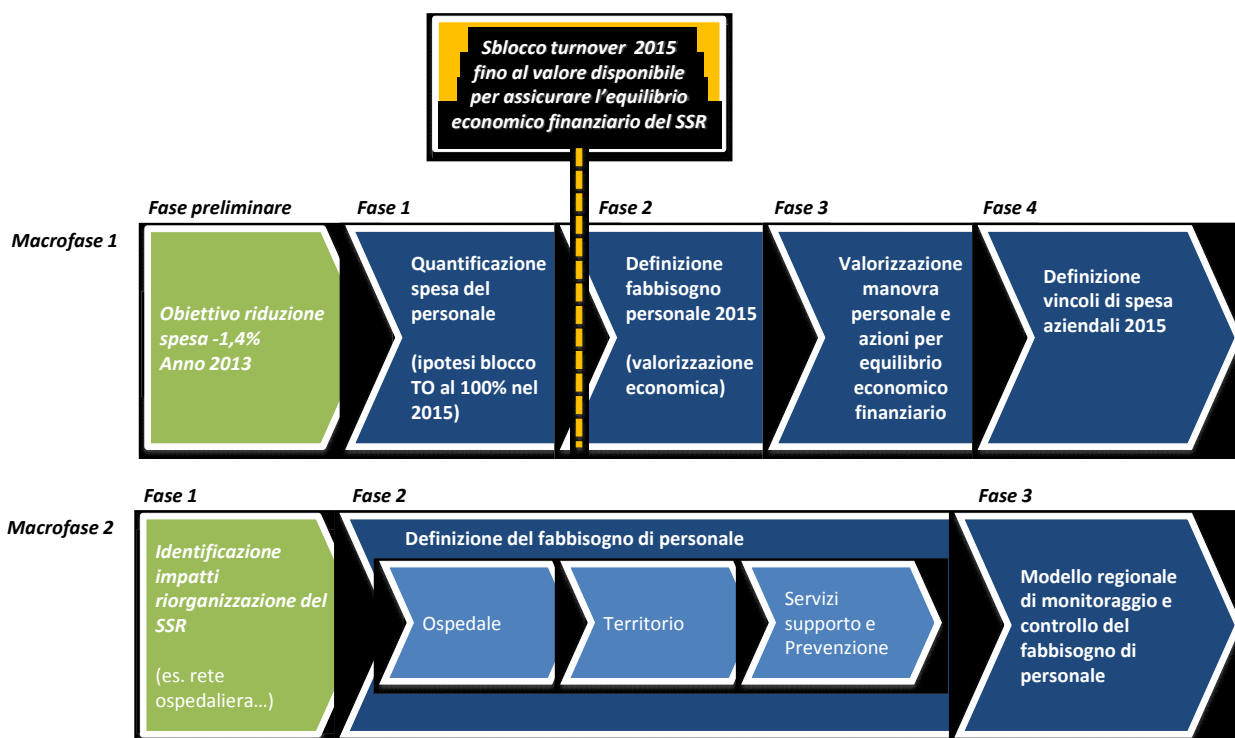 Sblocco turnover 2015
fino al valore disponibile
per assicurare l'equilibrio
economico finanziario del SSR
Fase preliminare
Fase 1
Fase 2
Fase 3
Fase 4
Macrofase 1
Obiettivo riduzione
spesa -1,4%
Anno 2013
Quantificazione
spesa del
personale
(ipotesi blocco
TO al 100% nel
2015)
Definizione
fabbisogno
personale 2015
(valorizzazione
economica)
Valorizzazione
manovra
personale e
azioni per
equilibrio
economico
finanziario
Definizione
vincoli di spesa
aziendali 2015
Fase 1
Fase 2
Fase 3
Macrofase 2
Identificazione
impatti
riorganizzazione del
SSR
(es. rete
ospedaliera…)
Definizione del fabbisogno di personale
Ospedale
Territorio
Servizi
supporto e
Prevenzione
Modello regionale
di monitoraggio e
controllo del
fabbisogno di
personale